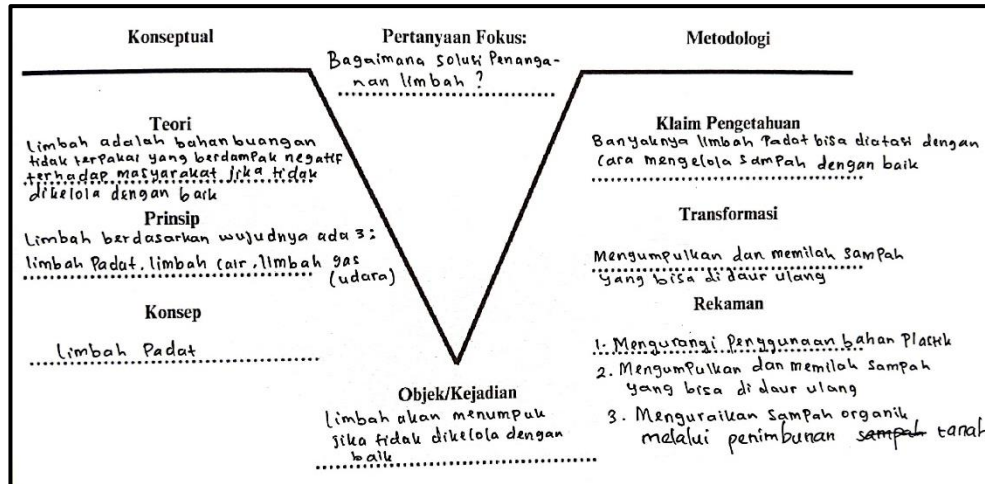 Konseptual
Limbah adalah bahan buangan
tidak terpakai yang berdampak negatif
terhadap masyarakat jika tidak
dikelola dengan baik
Teori
Prinsip
Limbah berdasarkan wujudnya ada 3:
limbah Padat, limbah cair, limbah gas
(udara)
Konsep
limbah Padat
Pertanyaan Fokus:
Bagaimana solusi Penanga-
nan limbah ?
Objek/Kejadian
limbah akan menumpuk
jika tidak dikelola dengan
baik
Metodologi
Klaim Pengetahuan
Banyaknya limbah Padat bisa diatasi dengan
cara mengelola sampah dengan baik
Transformasi
Mengumpulkan dan memilah sampah
yang bisa di daur ulang
Rekaman
1. Mengurangi Penggunaan bahan Plastik
2. Mengumpulkan dan memilah sampah
yang bisa di daur ulang
3. Menguraikan sampah organik
melalui penimbunan sampah tanah